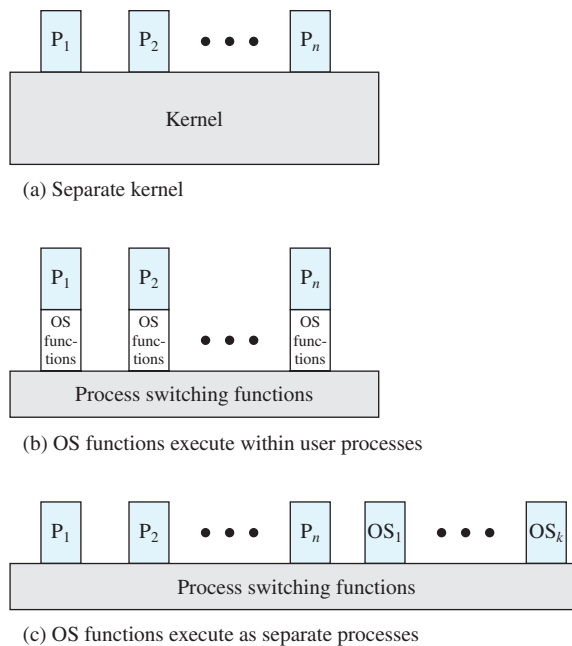 P₁ P₂ • • • Pₙ
Kernel
(a) Separate kernel
P₁ P₂ Pₙ
OS func-tions OS func-tions • • • OS func-tions
Process switching functions
(b) OS functions execute within user processes
P₁ P₂ • • • Pₙ OS₁ • • • OSₖ
Process switching functions
(c) OS functions execute as separate processes